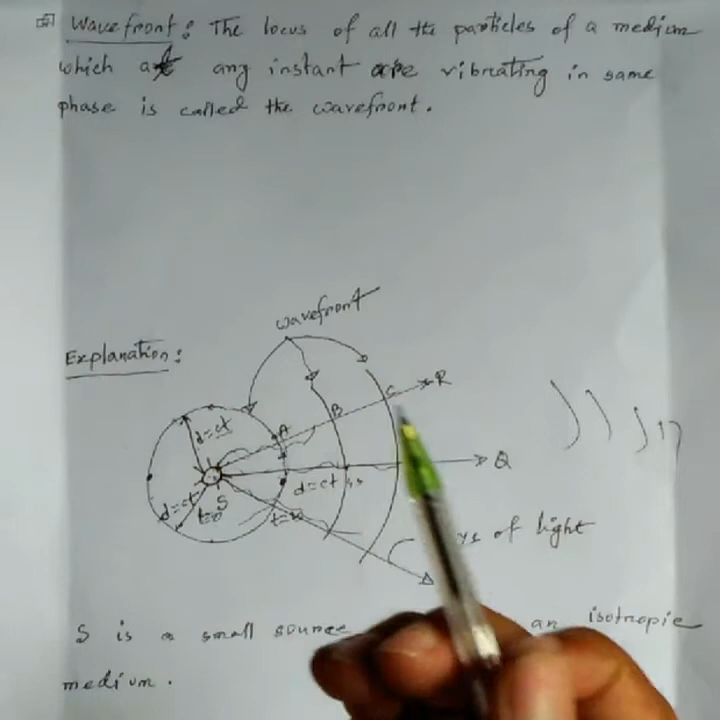 Wavefront : The locus of all the particles of a medium
which at any instant are vibrating in same
phase is called the wavefront.
wavefront
Explanation :
R
C
B
A
d=ct
Q
d=ct
d=ct
S
t=0
of light
S is a small source an isotropic
medium.